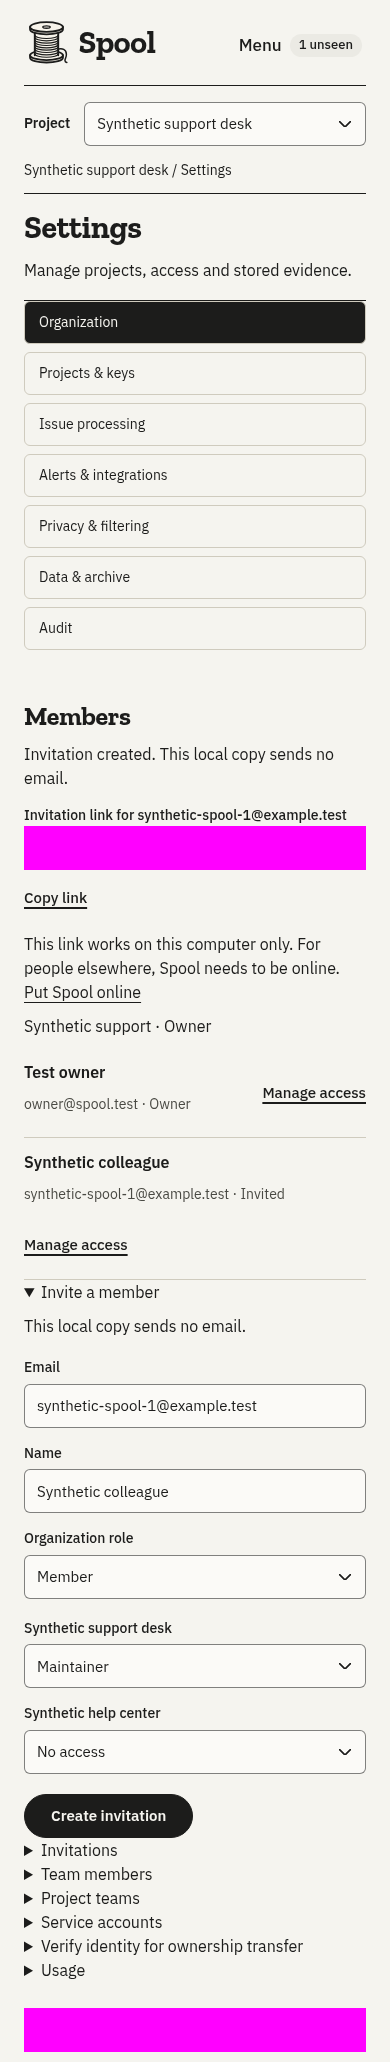 Spool
Menu 1 unseen
Project Synthetic support desk
Synthetic support desk / Settings
Settings
Manage projects, access and stored evidence.
Organization
Projects & keys
Issue processing
Alerts & integrations
Privacy & filtering
Data & archive
Audit
Members
Invitation created. This local copy sends no
email.
Invitation link for synthetic-spool-1@example.test
Copy link
This link works on this computer only. For
people elsewhere, Spool needs to be online.
Put Spool online
Synthetic support · Owner
Test owner
owner@spool.test · Owner
Manage access
Synthetic colleague
synthetic-spool-1@example.test · Invited
Manage access
Invite a member
This local copy sends no email.
Email
synthetic-spool-1@example.test
Name
Synthetic colleague
Organization role
Member
Synthetic support desk
Maintainer
Synthetic help center
No access
Create invitation
Invitations
Team members
Project teams
Service accounts
Verify identity for ownership transfer
Usage